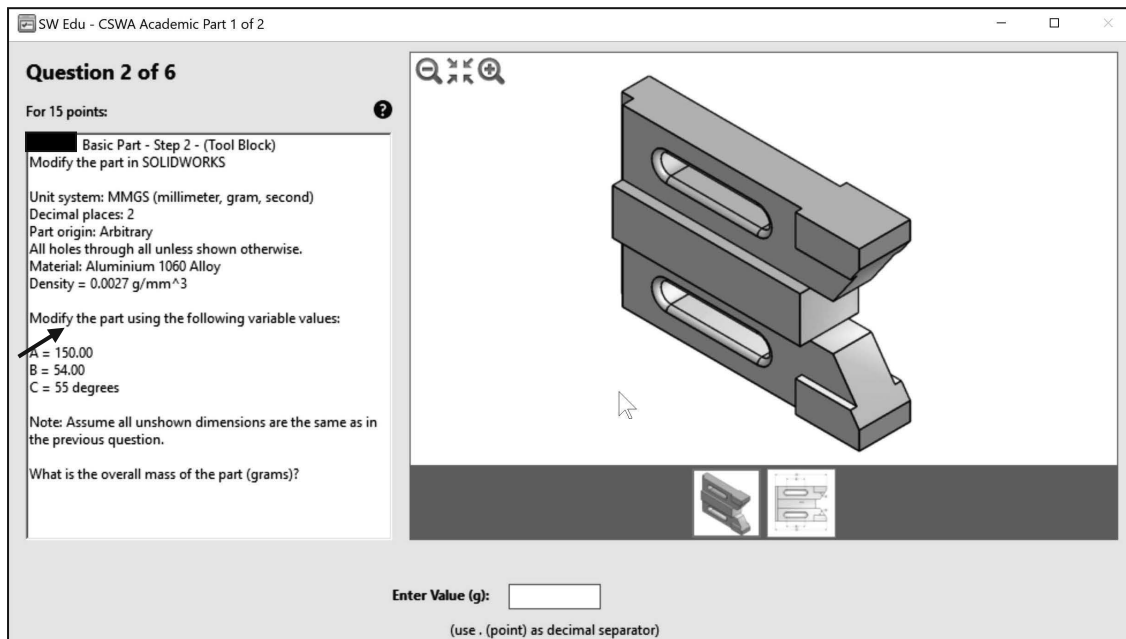 SW Edu - CSWA Academic Part 1 of 2
Question 2 of 6
For 15 points:
?
Basic Part - Step 2 - (Tool Block)
Modify the part in SOLIDWORKS
Unit system: MMGS (millimeter, gram, second)
Decimal places: 2
Part origin: Arbitrary
All holes through all unless shown otherwise.
Material: Aluminium 1060 Alloy
Density = 0.0027 g/mm^3
Modify the part using the following variable values:
A = 150.00
B = 54.00
C = 55 degrees
Note: Assume all unshown dimensions are the same as in
the previous question.
What is the overall mass of the part (grams)?
Enter Value (g):
(use . (point) as decimal separator)